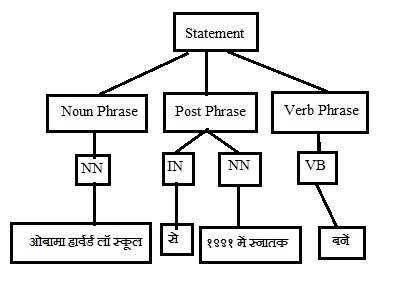 Statement
Noun Phrase Post Phrase Verb Phrase
NN IN NN VB
ओबामा हार्वर्ड लॉ स्कूल से १९९१ में स्नातक बनें